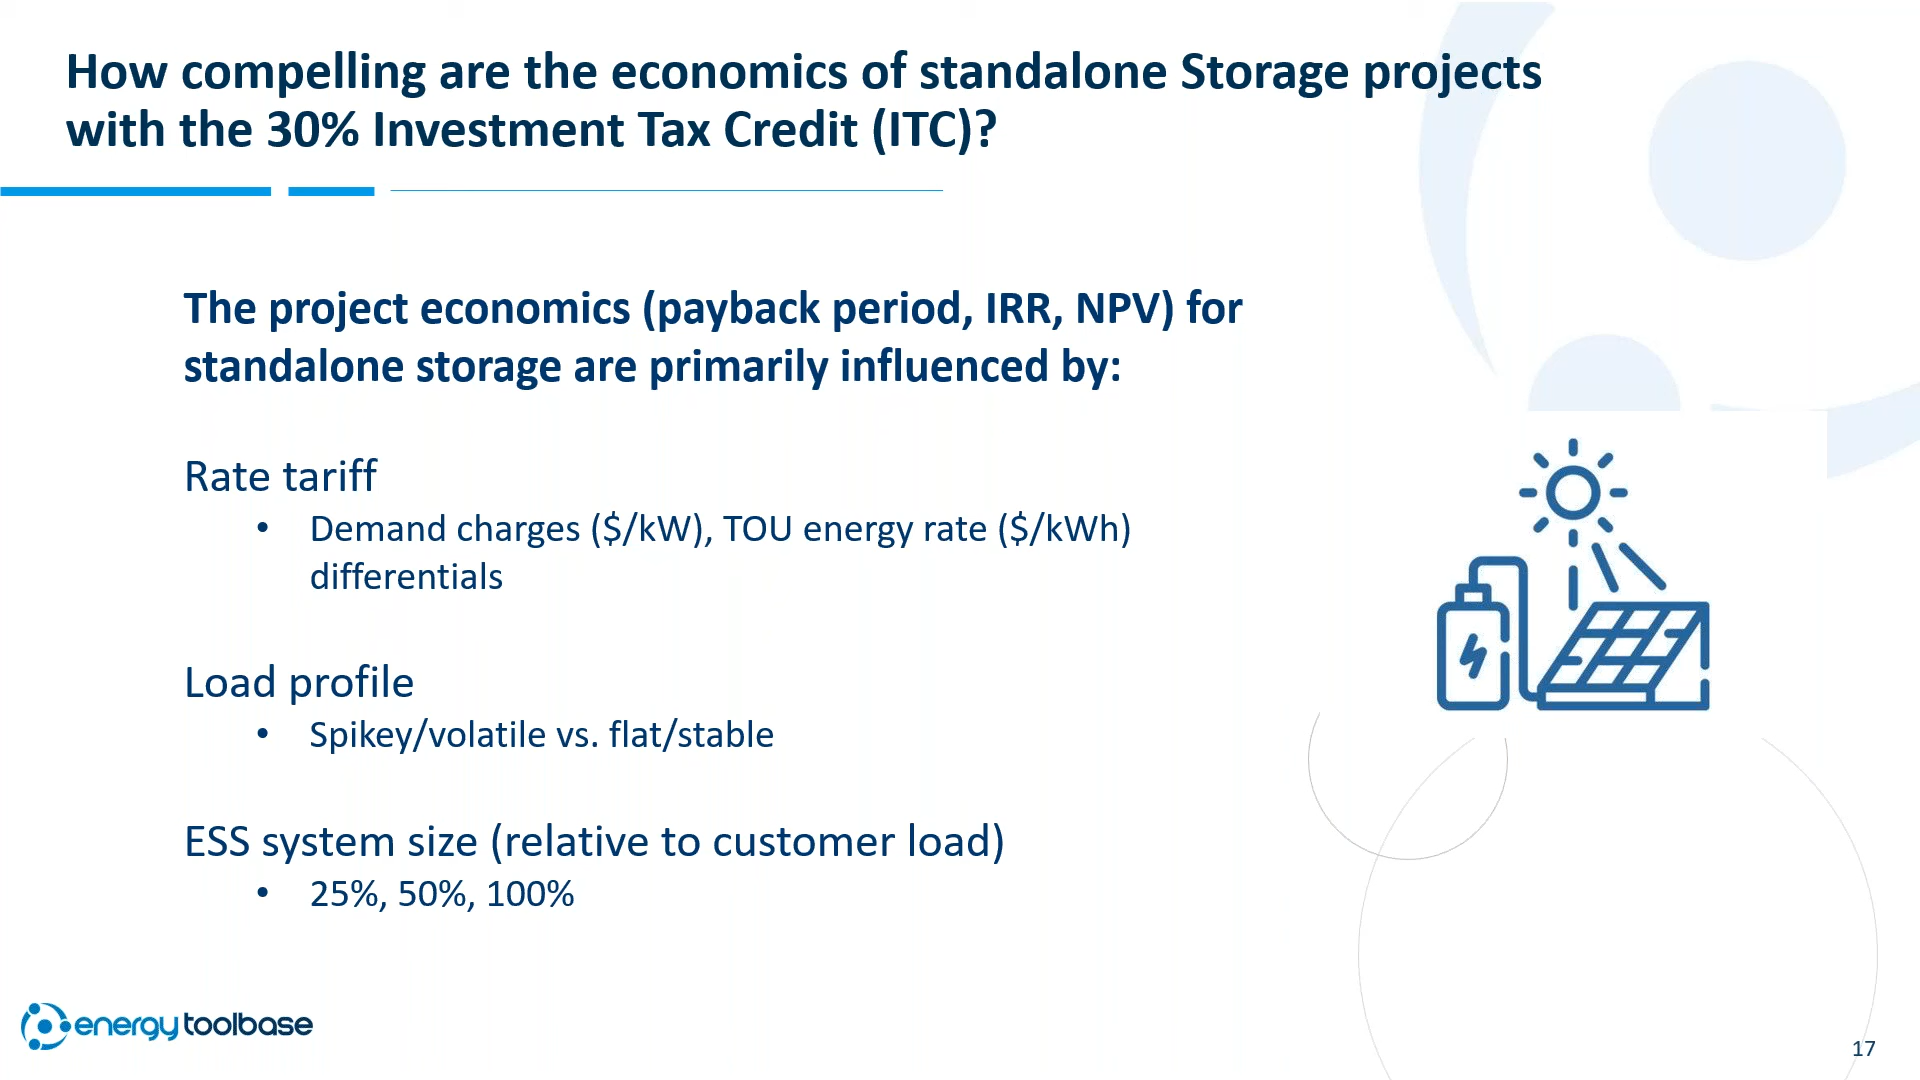 How compelling are the economics of standalone Storage projects
with the 30% Investment Tax Credit (ITC)?
The project economics (payback period, IRR, NPV) for
standalone storage are primarily influenced by:
Rate tariff
• Demand charges ($/kW), TOU energy rate ($/kWh)
differentials
Load profile
• Spikey/volatile vs. flat/stable
ESS system size (relative to customer load)
• 25%, 50%, 100%
energy toolbase
17